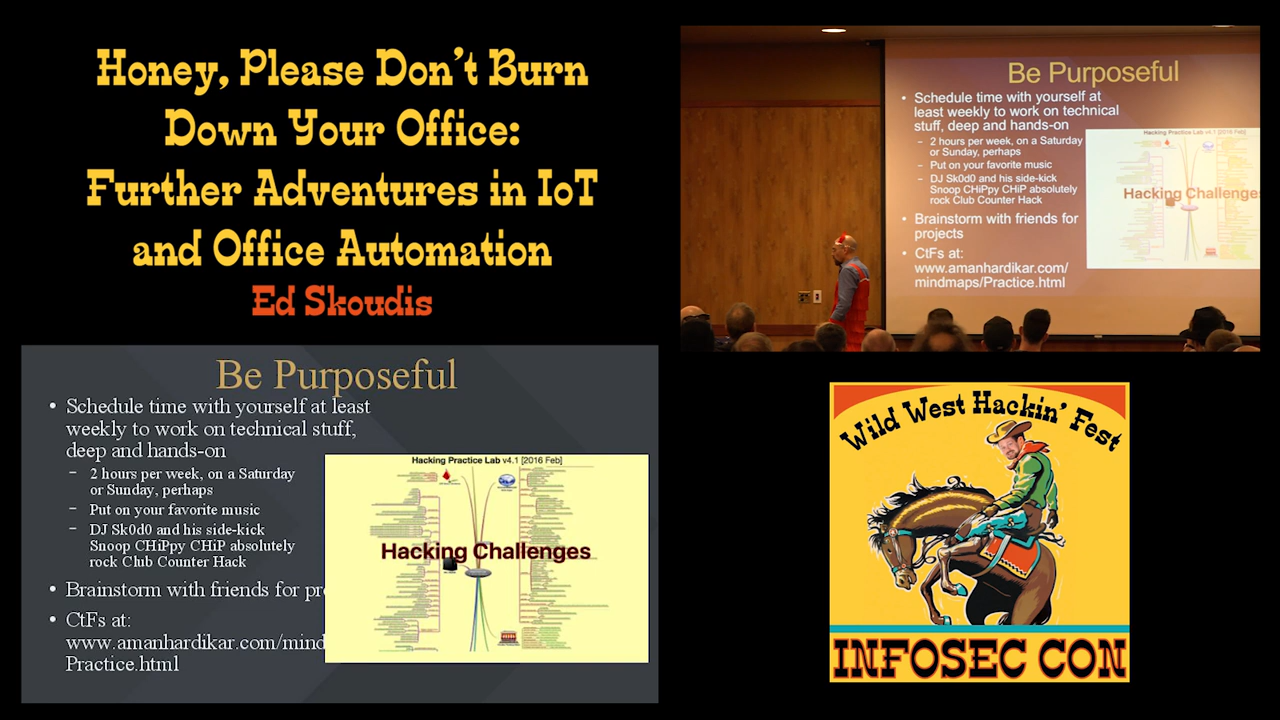 Honey, Please Don't Burn
Down Your Office:
Further Adventures in IoT
and Office Automation
Ed Skoudis
Be Purposeful
• Schedule time with yourself at
least weekly to work on technical
stuff, deep and hands-on
– 2 hours per week, on a Saturday
or Sunday, perhaps
– Put on your favorite music
– DJ Sk0d0 and his side-kick
Snoop CHiPpy CHiP absolutely
rock Club Counter Hack
• Brainstorm with friends for
projects
• CtFs at:
www.amanhardikar.com/
mindmaps/Practice.html
Hacking Practice Lab v4.1 [2016 Feb]
Hacking Challenges
Be Purposeful
• Schedule time with yourself at least
weekly to work on technical stuff,
deep and hands-on
– 2 hours per week, on a Saturday
or Sunday, perhaps
– Put on your favorite music
– DJ Sk0d0 and his side-kick
Snoop CHiPpy CHiP absolutely
rock Club Counter Hack
• Brainstorm with friends for pr
• CtFs at:
www.amanhardikar.com/mind
Practice.html
Hacking Practice Lab v4.1 [2016 Feb]
Hacking Challenges
Wild West Hackin' Fest
INFOSEC CON